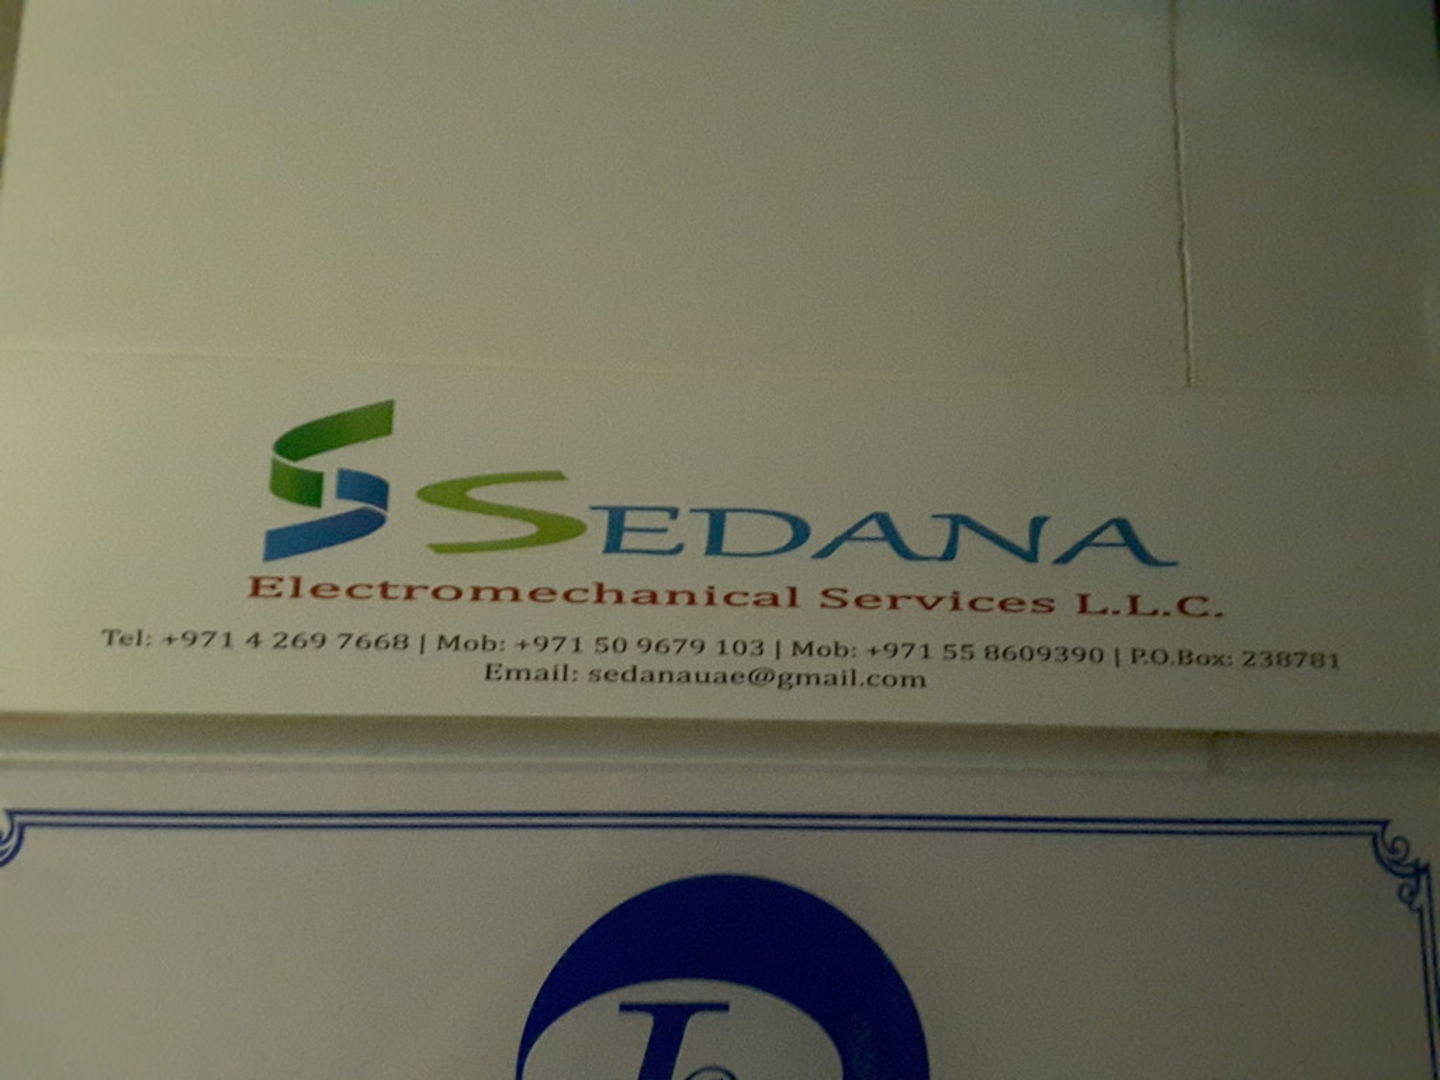 SEDANA
Electromechanical Services L.L.C.
Tel: +971 4 269 7668 | Mob: +971 50 9679 103 | Mob: +971 55 8609390 | P.O.Box: 238781
Email: sedanauae@gmail.com